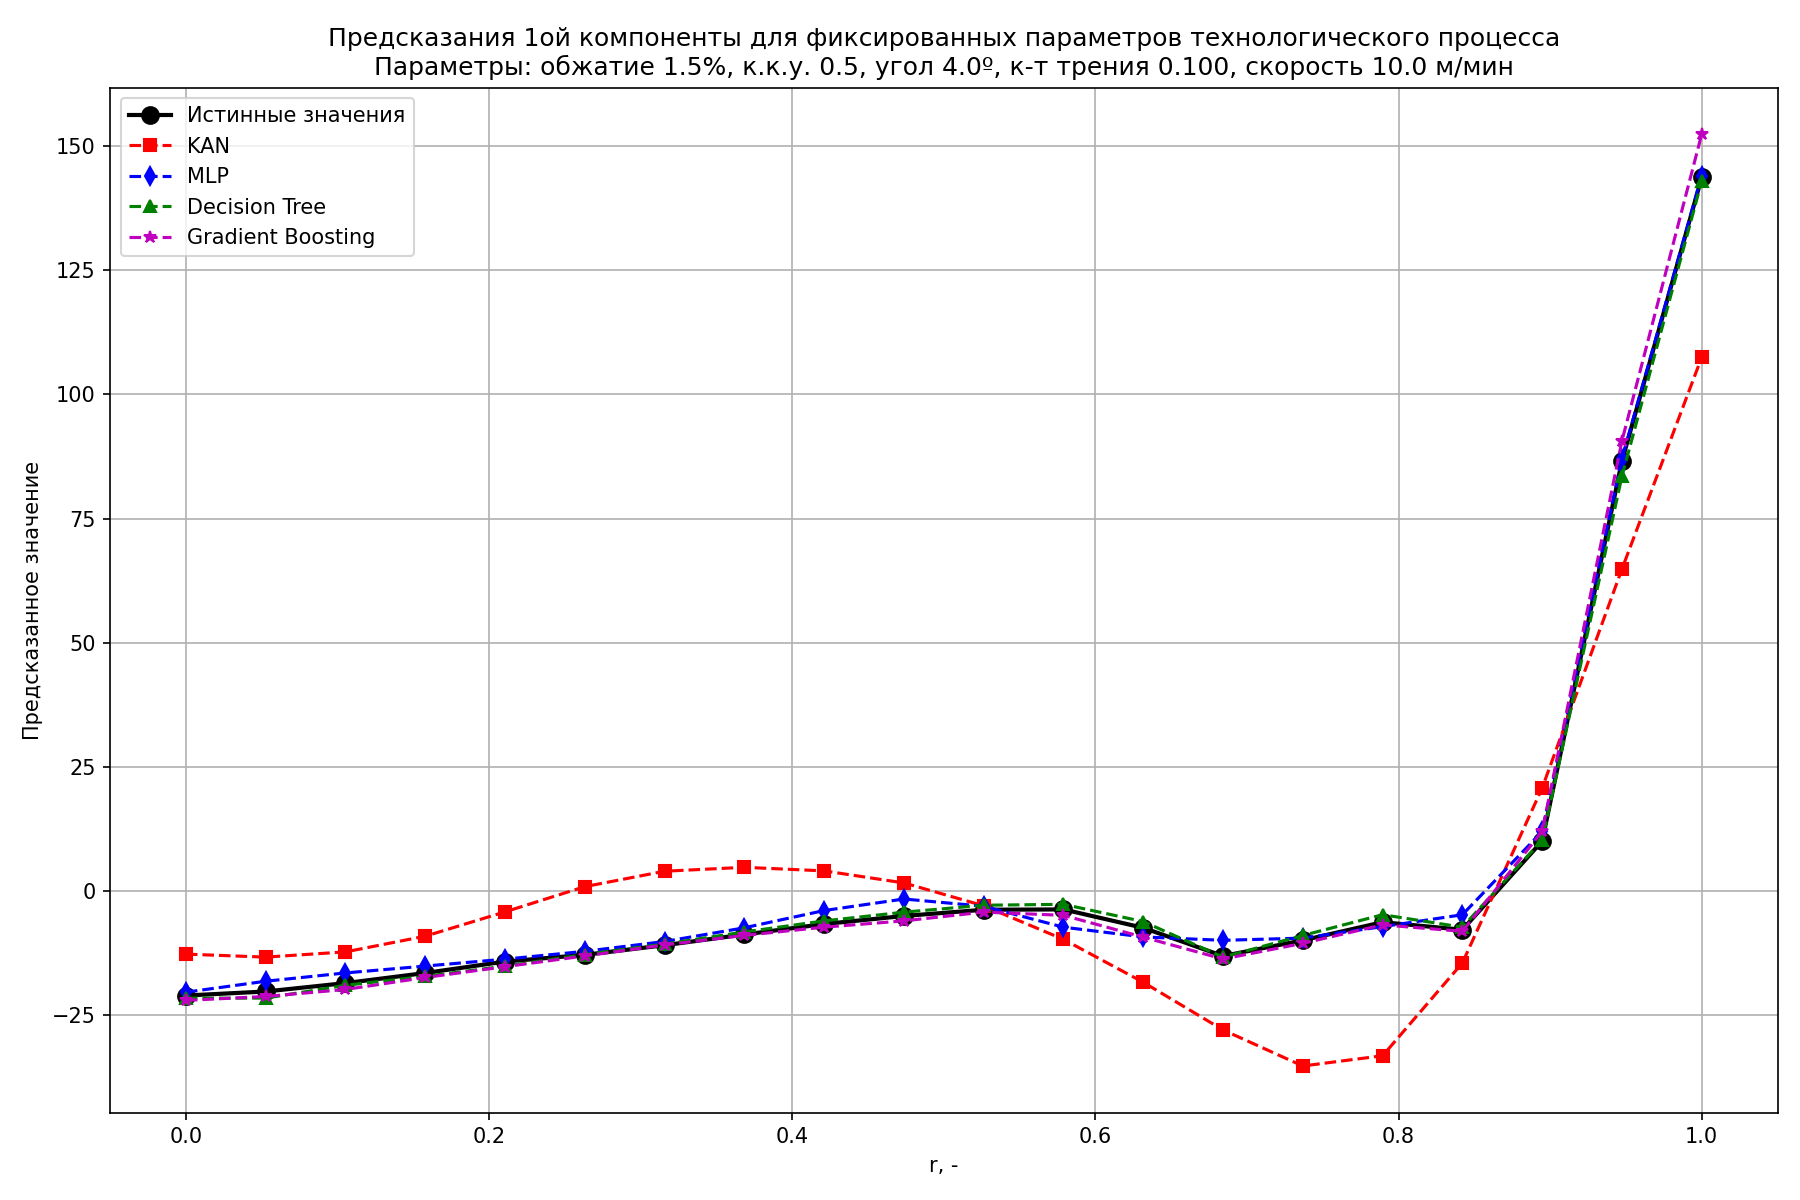 Предсказания 1ой компоненты для фиксированных параметров технологического процесса
Параметры: обжатие 1.5%, к.к.у. 0.5, угол 4.0º, к-т трения 0.100, скорость 10.0 м/мин
Истинные значения
KAN
MLP
Decision Tree
Gradient Boosting
Предсказанное значение
150
125
100
75
50
25
0
−25
0.0
0.2
0.4
0.6
0.8
1.0
r, -